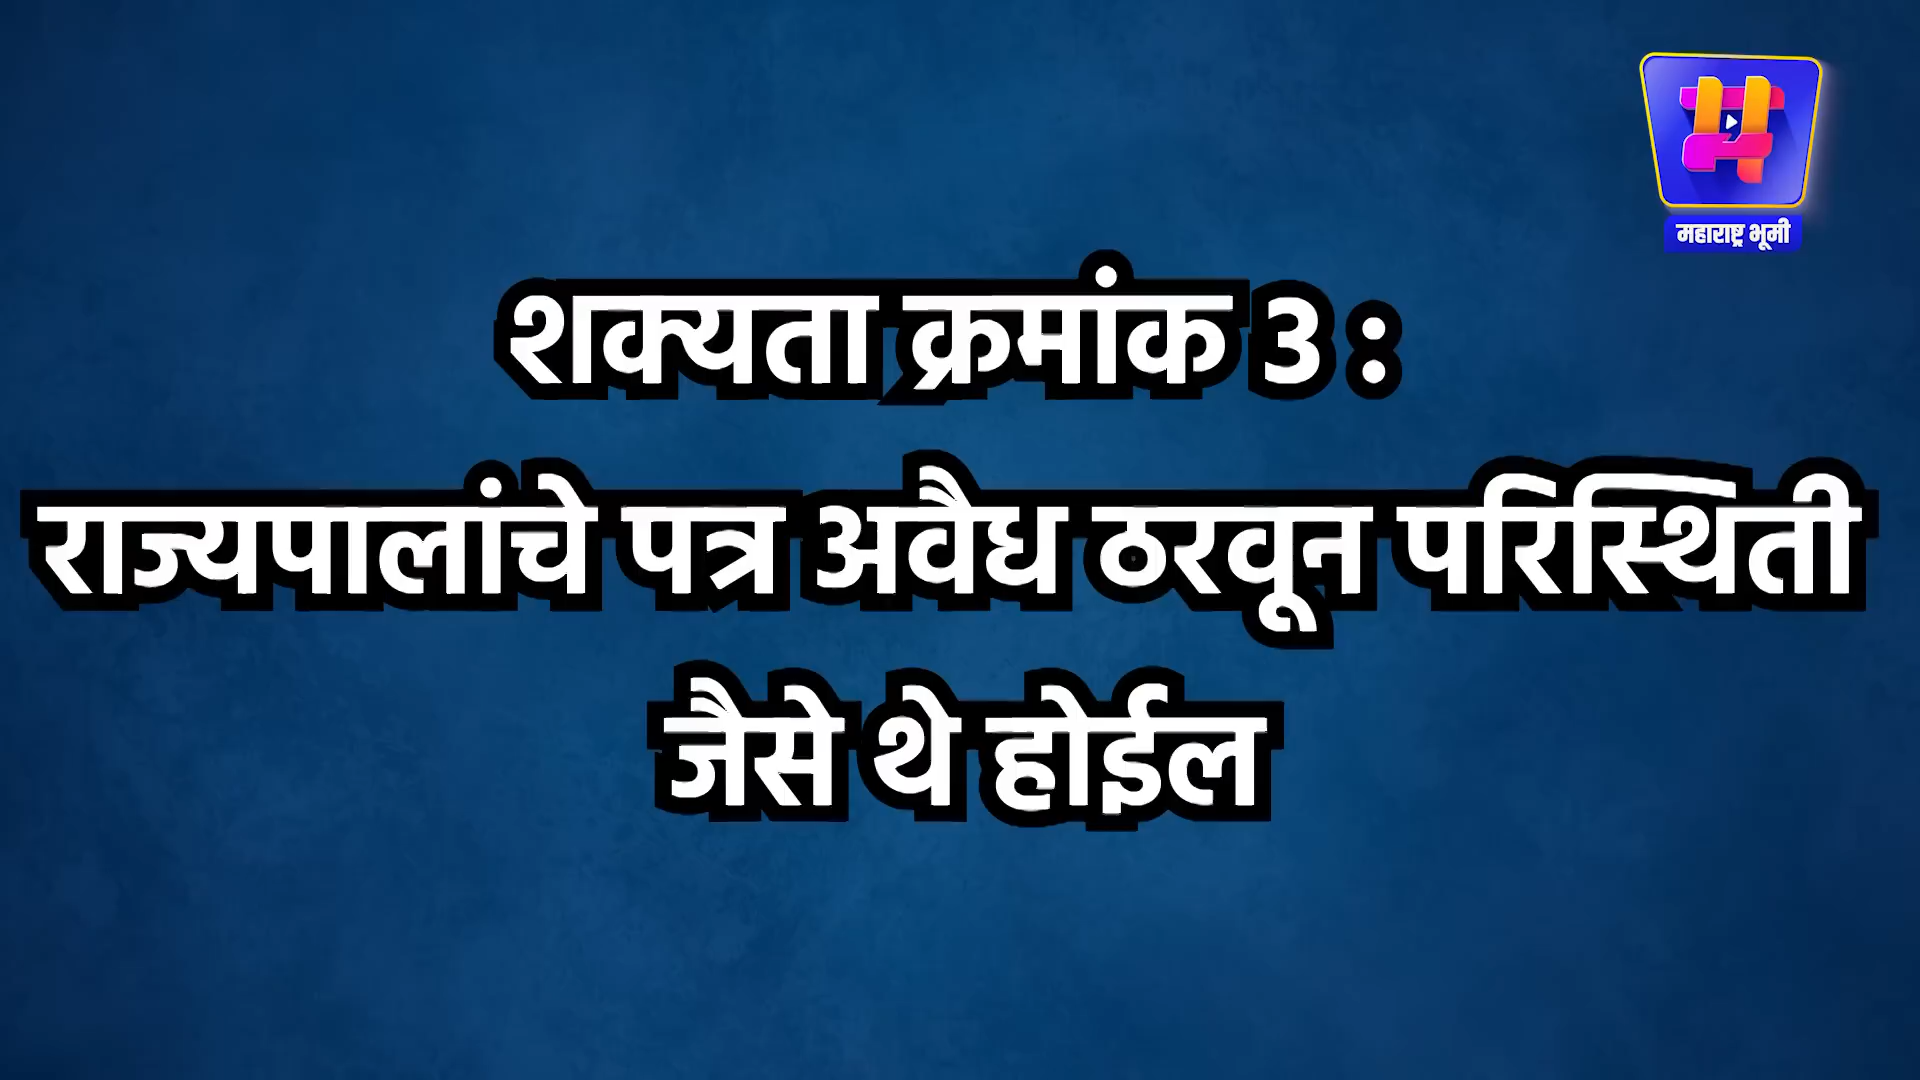 महाराष्ट्र भूमी
शक्यता क्रमांक 3 :
राज्यपालांचे पत्र अवैध ठरवून परिस्थिती
जैसे थे होईल